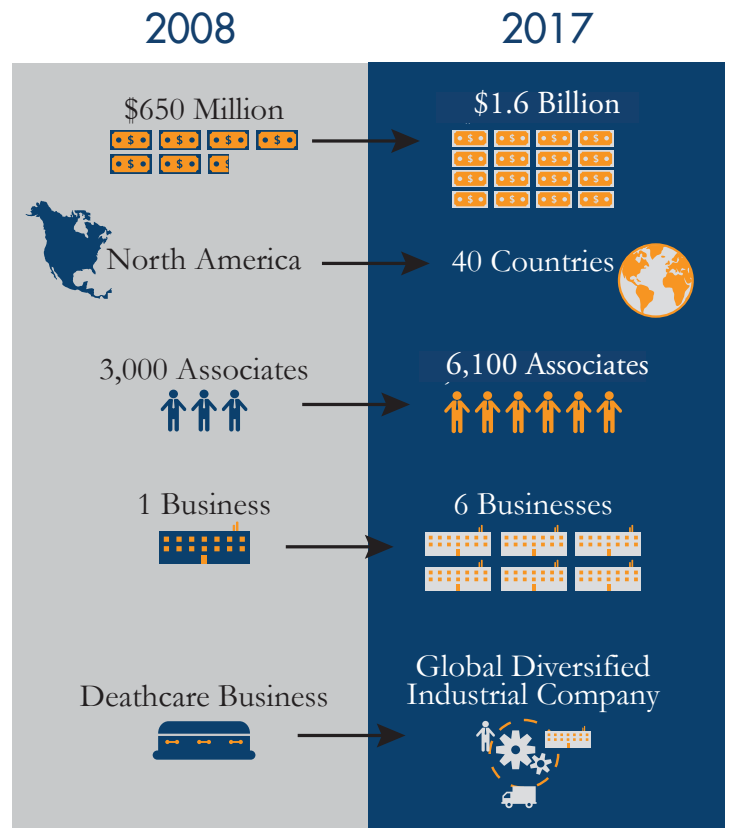 2008
2017
$650 Million
$1.6 Billion
North America
40 Countries
3,000 Associates
6,100 Associates
1 Business
6 Businesses
Deathcare Business
Global Diversified
Industrial Company